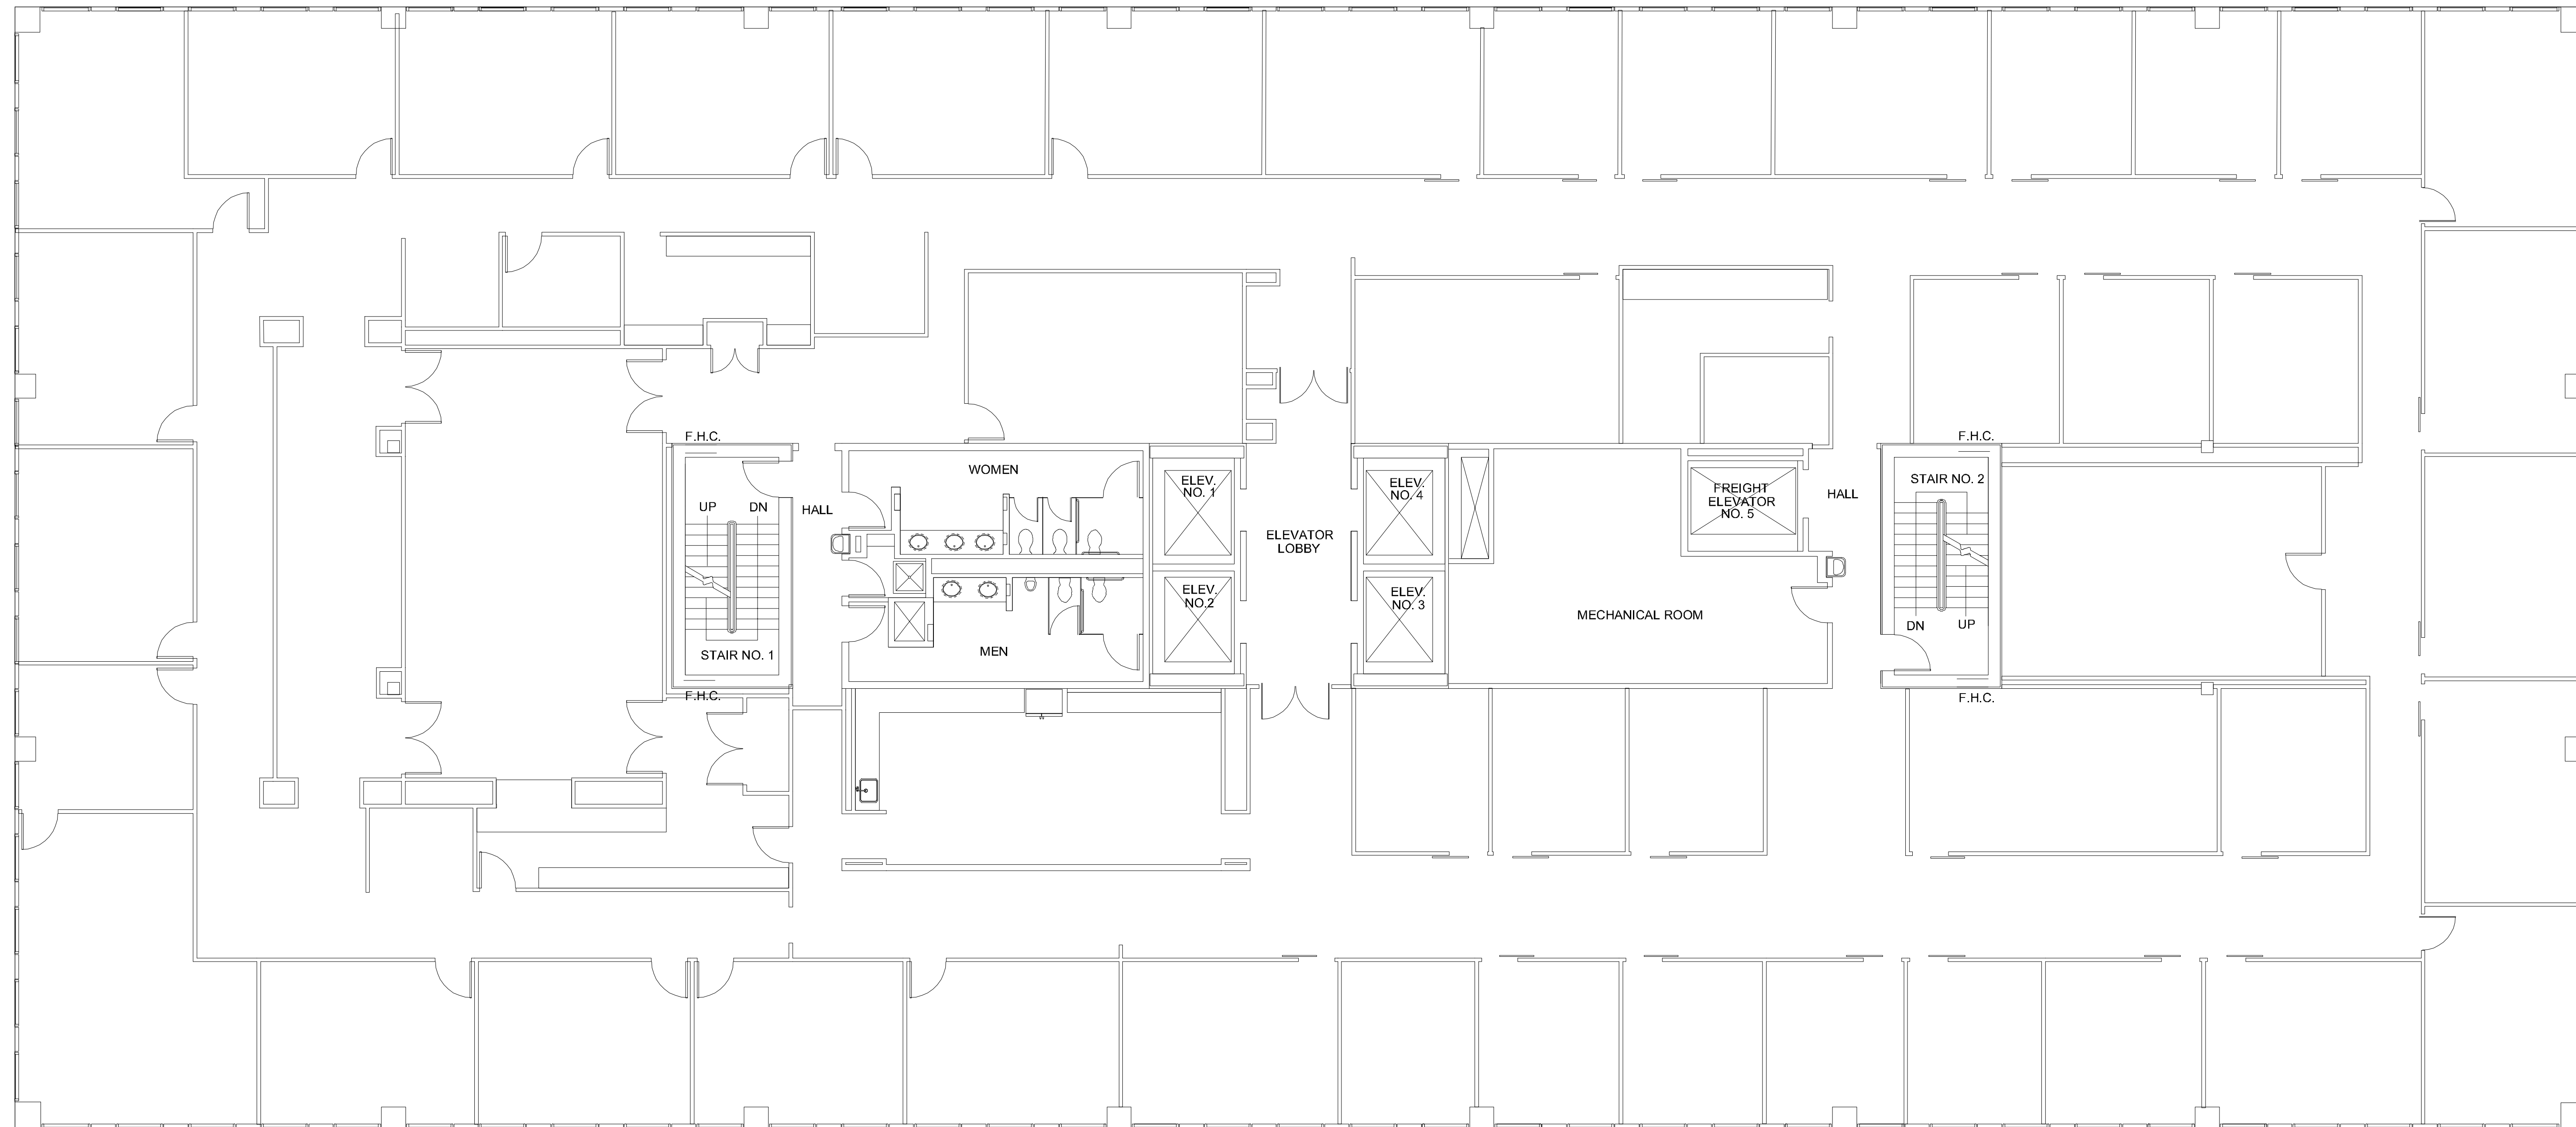 F.H.C.
F.H.C.
WOMEN
ELEV.
NO. 1
ELEV.
NO. 4
FREIGHT
ELEVATOR
NO. 5
HALL
STAIR NO. 2
UP
DN
HALL
ELEVATOR
LOBBY
ELEV.
NO.2
ELEV.
NO. 3
MECHANICAL ROOM
DN
UP
STAIR NO. 1
MEN
F.H.C.
F.H.C.